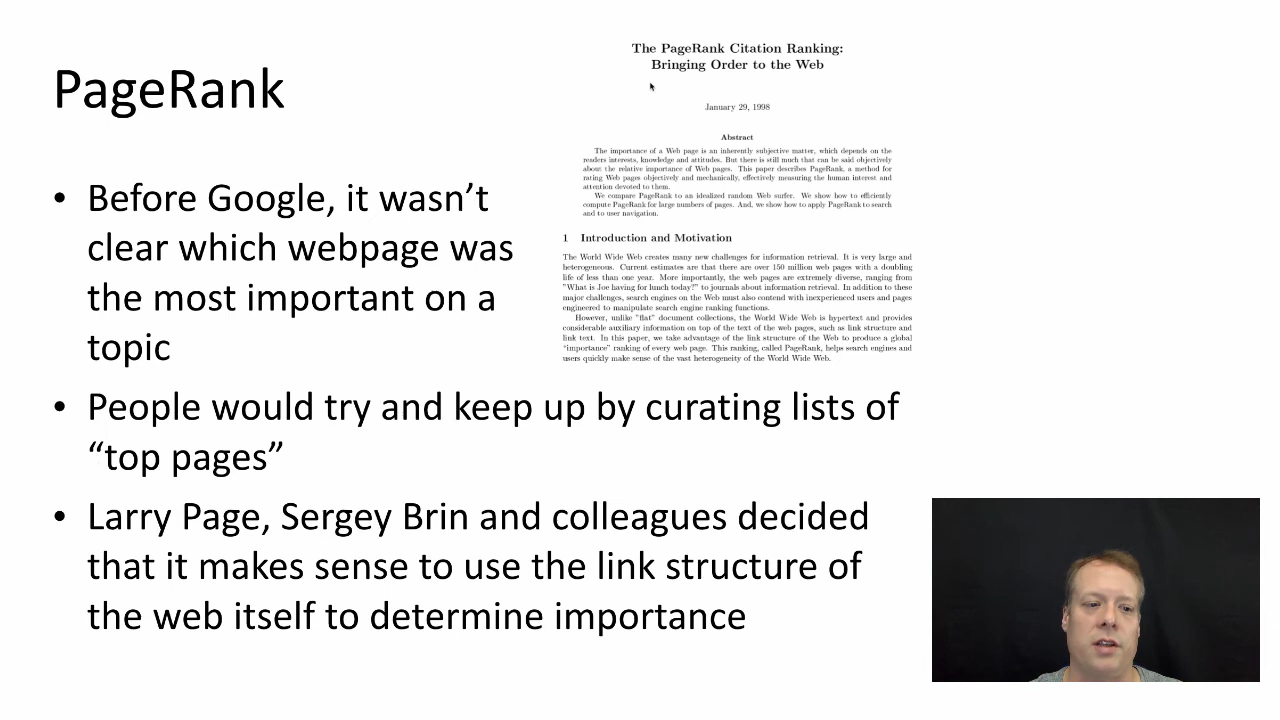 PageRank
• Before Google, it wasn’t
clear which webpage was
the most important on a
topic
• People would try and keep up by curating lists of
“top pages”
• Larry Page, Sergey Brin and colleagues decided
that it makes sense to use the link structure of
the web itself to determine importance
The PageRank Citation Ranking:
Bringing Order to the Web
January 29, 1998
Abstract
The importance of a Web page is an inherently subjective matter, which depends on the
readers interests, knowledge and attitudes. But there is still much that can be said objectively
about the relative importance of Web pages. This paper describes PageRank, a method for
rating Web pages objectively and mechanically, effectively measuring the human interest and
attention devoted to them.
We compare PageRank to an idealized random Web surfer. We show how to efficiently
compute PageRank for large numbers of pages. And, we show how to apply PageRank to search
and to user navigation.
1 Introduction and Motivation
The World Wide Web creates many new challenges for information retrieval. It is very large and
heterogeneous. Current estimates are that there are over 150 million web pages with a doubling
life of less than one year. More importantly, the web pages are extremely diverse, ranging from
"What is Joe having for lunch today?" to journals about information retrieval. In addition to these
major challenges, search engines on the Web must also contend with inexperienced users and pages
engineered to manipulate search engine ranking functions.
However, unlike "flat" document collections, the World Wide Web is hypertext and provides
considerable auxiliary information on top of the text of the web pages, such as link structure and
link text. In this paper, we take advantage of the link structure of the Web to produce a global
“importance” ranking of every web page. This ranking, called PageRank, helps search engines and
users quickly make sense of the vast heterogeneity of the World Wide Web.